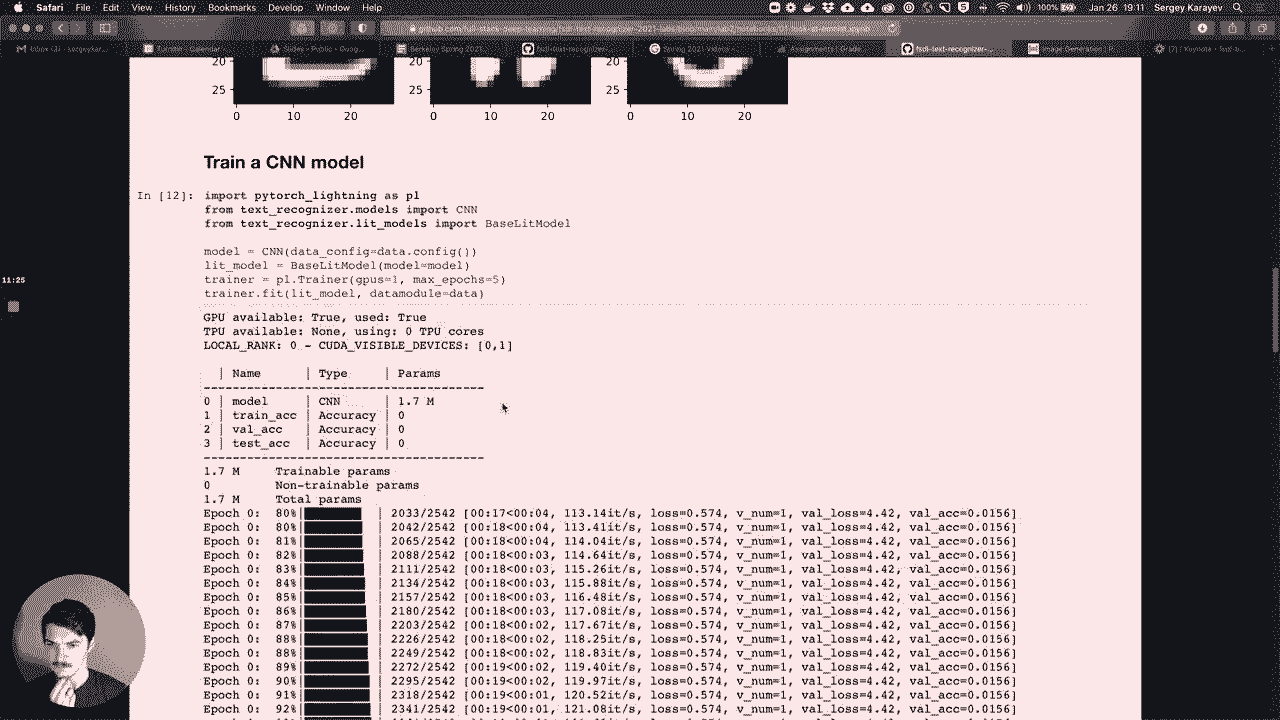 Safari File Edit View History Bookmarks Develop Window Help 100% Jan 26 19:11 Sergey Karayev
Berkeley Spring 2021
Spring 2021 Videos
fsdl-text-recognizer-...
20
25
20
25
20
25
0 10 20 0 10 20 0 10 20
Train a CNN model
In [12]: import pytorch_lightning as pl
from text_recognizer.models import CNN
from text_recognizer.lit_models import BaseLitModel
model = CNN(data_config=data.config())
lit_model = BaseLitModel(model=model)
trainer = pl.Trainer(gpus=1, max_epochs=5)
trainer.fit(lit_model, datamodule=data)
11:25
GPU available: True, used: True
TPU available: None, using: 0 TPU cores
LOCAL_RANK: 0 - CUDA_VISIBLE_DEVICES: [0,1]
| Name | Type | Params
------------------------------------------
0 | model | CNN | 1.7 M
1 | train_acc | Accuracy | 0
2 | val_acc | Accuracy | 0
3 | test_acc | Accuracy | 0
------------------------------------------
1.7 M Trainable params
0 Non-trainable params
1.7 M Total params
Epoch 0: 80%| | 2033/2542 [00:17<00:04, 113.14it/s, loss=0.574, v_num=1, val_loss=4.42, val_acc=0.0156]
Epoch 0: 80%| | 2042/2542 [00:18<00:04, 113.41it/s, loss=0.574, v_num=1, val_loss=4.42, val_acc=0.0156]
Epoch 0: 81%| | 2065/2542 [00:18<00:04, 114.04it/s, loss=0.574, v_num=1, val_loss=4.42, val_acc=0.0156]
Epoch 0: 82%| | 2088/2542 [00:18<00:03, 114.64it/s, loss=0.574, v_num=1, val_loss=4.42, val_acc=0.0156]
Epoch 0: 83%| | 2111/2542 [00:18<00:03, 115.26it/s, loss=0.574, v_num=1, val_loss=4.42, val_acc=0.0156]
Epoch 0: 84%| | 2134/2542 [00:18<00:03, 115.88it/s, loss=0.574, v_num=1, val_loss=4.42, val_acc=0.0156]
Epoch 0: 85%| | 2157/2542 [00:18<00:03, 116.48it/s, loss=0.574, v_num=1, val_loss=4.42, val_acc=0.0156]
Epoch 0: 86%| | 2180/2542 [00:18<00:03, 117.08it/s, loss=0.574, v_num=1, val_loss=4.42, val_acc=0.0156]
Epoch 0: 87%| | 2203/2542 [00:18<00:02, 117.67it/s, loss=0.574, v_num=1, val_loss=4.42, val_acc=0.0156]
Epoch 0: 88%| | 2226/2542 [00:18<00:02, 118.25it/s, loss=0.574, v_num=1, val_loss=4.42, val_acc=0.0156]
Epoch 0: 88%| | 2249/2542 [00:18<00:02, 118.83it/s, loss=0.574, v_num=1, val_loss=4.42, val_acc=0.0156]
Epoch 0: 89%| | 2272/2542 [00:19<00:02, 119.40it/s, loss=0.574, v_num=1, val_loss=4.42, val_acc=0.0156]
Epoch 0: 90%| | 2295/2542 [00:19<00:02, 119.97it/s, loss=0.574, v_num=1, val_loss=4.42, val_acc=0.0156]
Epoch 0: 91%| | 2318/2542 [00:19<00:01, 120.52it/s, loss=0.574, v_num=1, val_loss=4.42, val_acc=0.0156]
Epoch 0: 92%| | 2341/2542 [00:19<00:01, 121.08it/s, loss=0.574, v_num=1, val_loss=4.42, val_acc=0.0156]